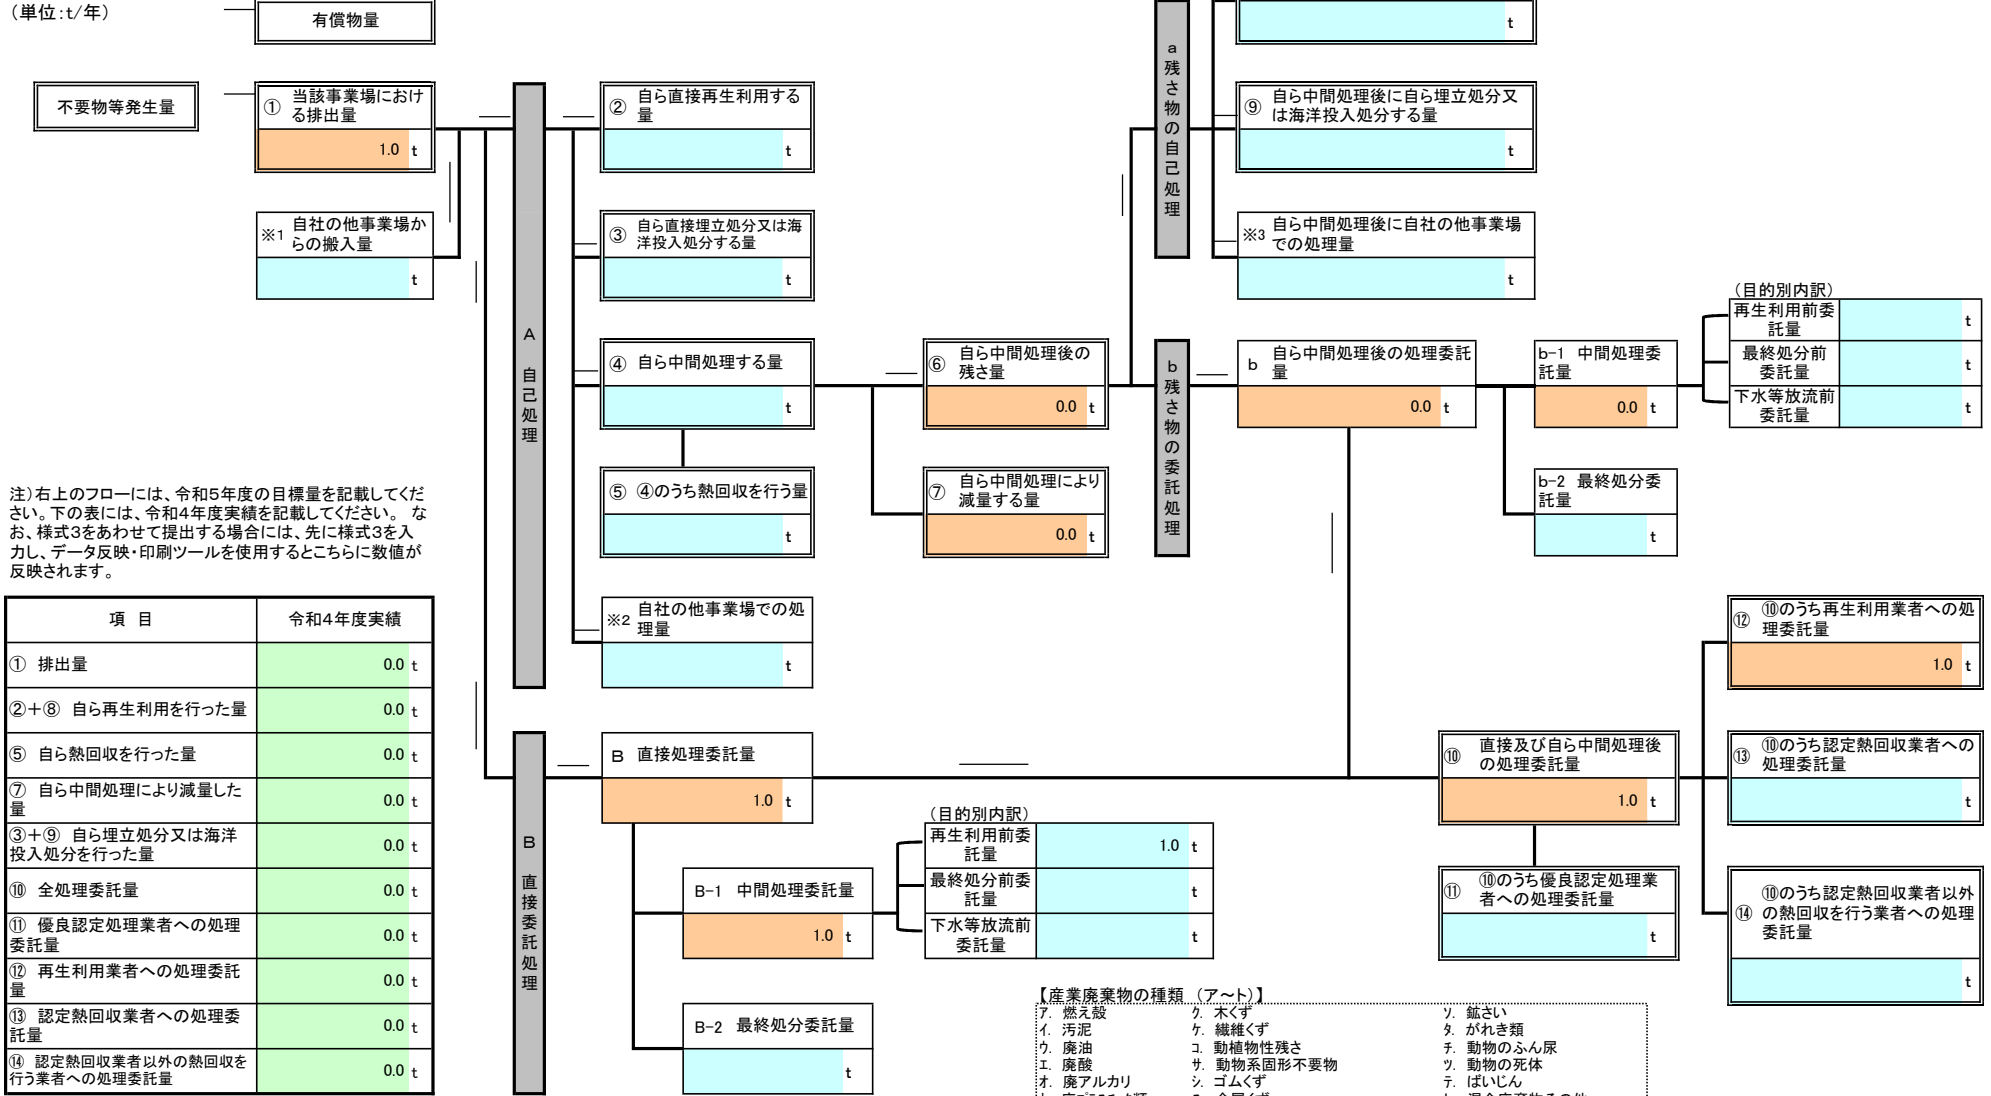 (単位:t/年)
有償物量
t
不要物等発生量
① 当該事業場におけ
る排出量
1.0 t
※1 自社の他事業場か
らの搬入量
t
A 自己処理
② 自ら直接再生利用する
量
t
③ 自ら直接埋立処分又は海
洋投入処分する量
t
④ 自ら中間処理する量
t
⑤ ④のうち熱回収を行う量
t
※2 自社の他事業場での処
理量
t
⑥ 自ら中間処理後の
残さ量
0.0 t
⑦ 自ら中間処理により
減量する量
0.0 t
a 残さ物の自己処理
⑨ 自ら中間処理後に自ら埋立処分又
は海洋投入処分する量
t
※3 自ら中間処理後に自社の他事業場
での処理量
t
b 残さ物の委託処理
b 自ら中間処理後の処理委託
量
0.0 t
b-1 中間処理委
託量
0.0 t
(目的別内訳)
再生利用前委
託量
t
最終処分前
委託量
t
下水等放流前
委託量
t
b-2 最終処分委
託量
t
注)右上のフローには、令和5年度の目標量を記載してくだ
さい。下の表には、令和4年度実績を記載してください。 な
お、様式3をあわせて提出する場合には、先に様式3を入
力し、データ反映・印刷ツールを使用するとこちらに数値が
反映されます。
項 目 令和4年度実績
① 排出量 0.0 t
②+⑧ 自ら再生利用を行った量 0.0 t
⑤ 自ら熱回収を行った量 0.0 t
⑦ 自ら中間処理により減量した
量 0.0 t
③+⑨ 自ら埋立処分又は海洋
投入処分を行った量 0.0 t
⑩ 全処理委託量 0.0 t
⑪ 優良認定処理業者への処理
委託量 0.0 t
⑫ 再生利用業者への処理委託
量 0.0 t
⑬ 認定熱回収業者への処理委
託量 0.0 t
⑭ 認定熱回収業者以外の熱回収を
行う業者への処理委託量 0.0 t
B 直接委託処理
B 直接処理委託量
1.0 t
B-1 中間処理委託量
1.0 t
B-2 最終処分委託量
t
(目的別内訳)
再生利用前委
託量
1.0 t
最終処分前委
託量
t
下水等放流前
委託量
t
⑩ 直接及び自ら中間処理後
の処理委託量
1.0 t
⑪ ⑩のうち優良認定処理業
者への処理委託量
t
⑫ ⑩のうち再生利用業者への処
理委託量
1.0 t
⑬ ⑩のうち認定熱回収業者への
処理委託量
t
⑭ ⑩のうち認定熱回収業者以外
の熱回収を行う業者への処理
委託量
t
【産業廃棄物の種類 (ア~ト)】
ア. 燃え殻 ク. 木くず ソ. 鉱さい
イ. 汚泥 ケ. 繊維くず タ. がれき類
ウ. 廃油 コ. 動植物性残さ チ. 動物のふん尿
エ. 廃酸 サ. 動物系固形不要物 ツ. 動物の死体
オ. 廃アルカリ シ. ゴムくず テ. ばいじん